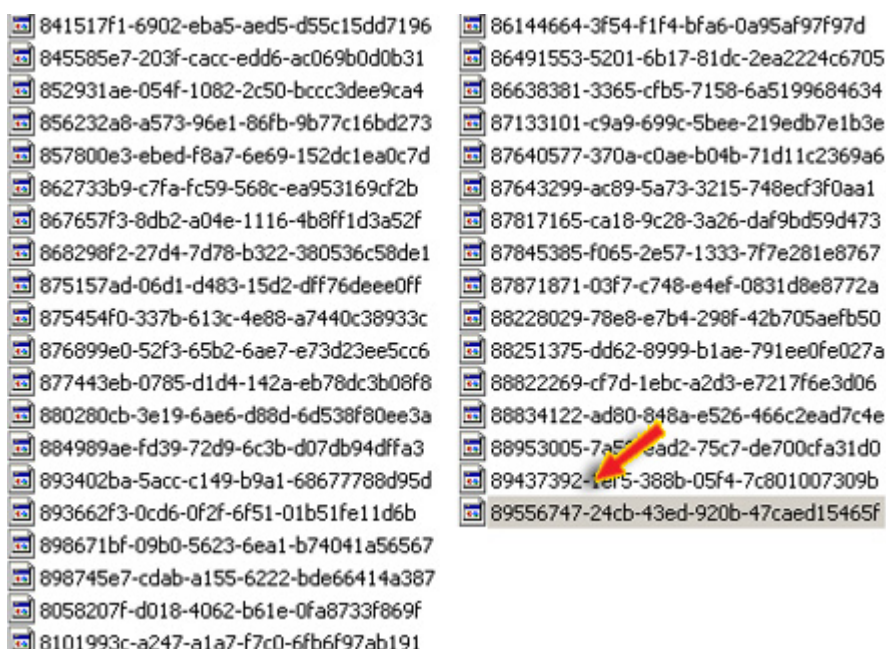 841517f1-6902-eba5-aed5-d55c15dd7196
845585e7-203f-cacc-edd6-ac069b0d0b31
852931ae-054f-1082-2c50-bccc3dee9ca4
856232a8-a573-96e1-86fb-9b77c16bd273
857800e3-ebed-f8a7-6e69-152dc1ea0c7d
862733b9-c7fa-fc59-568c-ea953169cf2b
867657f3-8db2-a04e-1116-4b8ff1d3a52f
868298f2-27d4-7d78-b322-380536c58de1
875157ad-06d1-d483-15d2-dff76deee0ff
875454f0-337b-613c-4e88-a7440c38933c
876899e0-52f3-65b2-6ae7-e73d23ee5cc6
877443eb-0785-d1d4-142a-eb78dc3b08f8
880280cb-3e19-6ae6-d88d-6d538f80ee3a
884989ae-fd39-72d9-6c3b-d07db94dffa3
893402ba-5acc-c149-b9a1-68677788d95d
893662f3-0cd6-0f2f-6f51-01b51fe11d6b
898671bf-09b0-5623-6ea1-b74041a56567
898745e7-cdab-a155-6222-bde66414a387
8058207f-d018-4062-b61e-0fa8733f869f
8101993c-a247-a1a7-f7c0-6fb6f97ab191
86144664-3f54-f1f4-bfa6-0a95af97f97d
86491553-5201-6b17-81dc-2ea2224c6705
86638381-3365-cfb5-7158-6a5199684634
87133101-c9a9-699c-5bee-219edb7e1b3e
87640577-370a-c0ae-b04b-71d11c2369a6
87643299-ac89-5a73-3215-748ecf3f0aa1
87817165-ca18-9c28-3a26-daf9bd59d473
87845385-f065-2e57-1333-7f7e281e8767
87871871-03f7-c748-e4ef-0831d8e8772a
88228029-78e8-e7b4-298f-42b705aefb50
88251375-dd62-8999-b1ae-791ee0fe027a
88822269-cf7d-1ebc-a2d3-e7217f6e3d06
88834122-ad80-848a-e526-466c2ead7c4e
89437392-1ef5-388b-05f4-7c801007309b
89556747-24cb-43ed-920b-47caed15465f